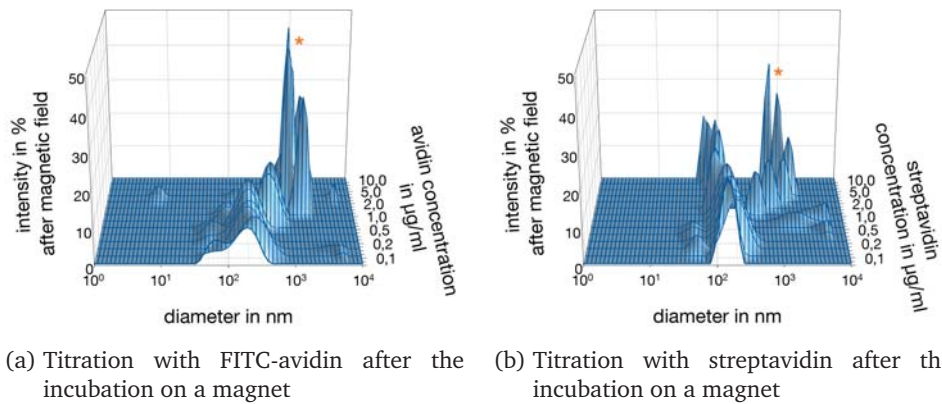 50
40
30
20
10
0
intensity in %
after magnetic field
10⁰
10¹
10²
10³
10⁴
diameter in nm
*
10,0
5,0
2,0
1,0
0,5
0,2
0,1
avidin concentration
in µg/ml
50
40
30
20
10
0
intensity in %
after magnetic field
10⁰
10¹
10²
10³
10⁴
diameter in nm
*
10,0
5,0
2,0
1,0
0,5
0,2
0,1
streptavidin
concentration in µg/ml
(a) Titration with FITC-avidin after the
incubation on a magnet
(b) Titration with streptavidin after th
incubation on a magnet